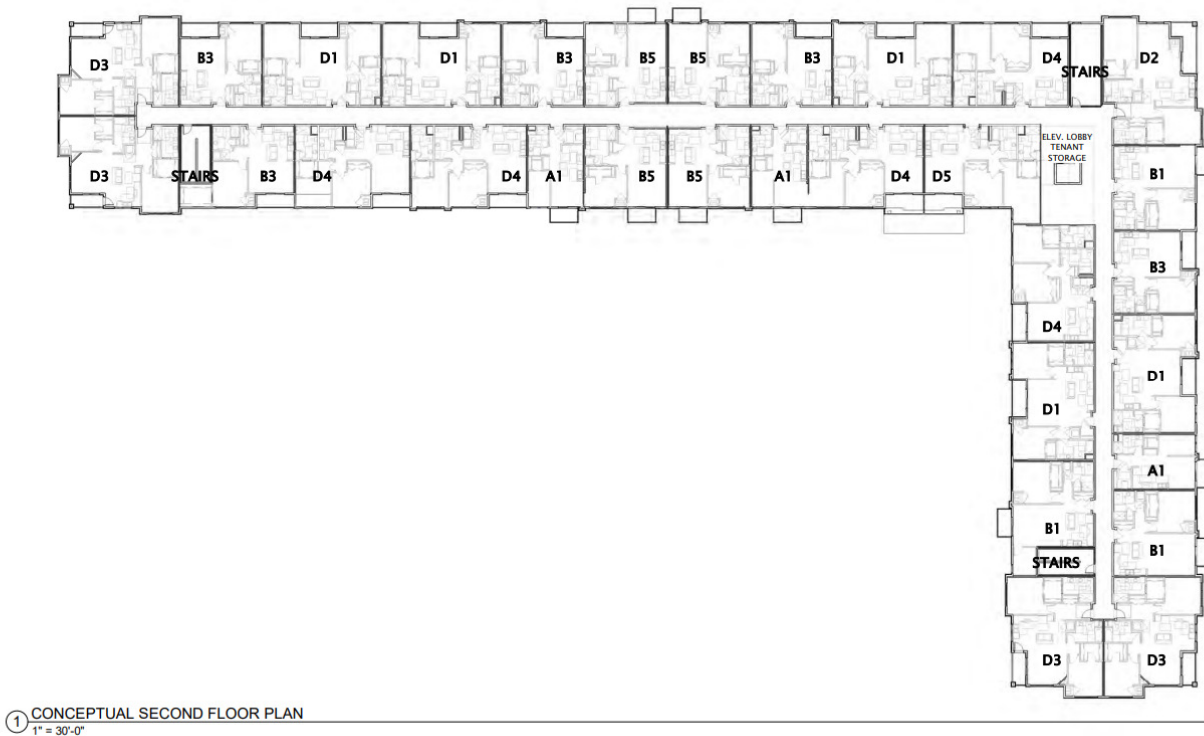 D3 B3 D1 D1 B3 B5 B5 B3 D1 D4 STAIRS D2
ELEV. LOBBY
TENANT
STORAGE
D3 STAIRS B3 D4 D4 A1 B5 B5 A1 D4 D5 B1
B3
D4
D1
D1
A1
B1
B1
STAIRS
D3 D3
1 CONCEPTUAL SECOND FLOOR PLAN
1" = 30'-0"